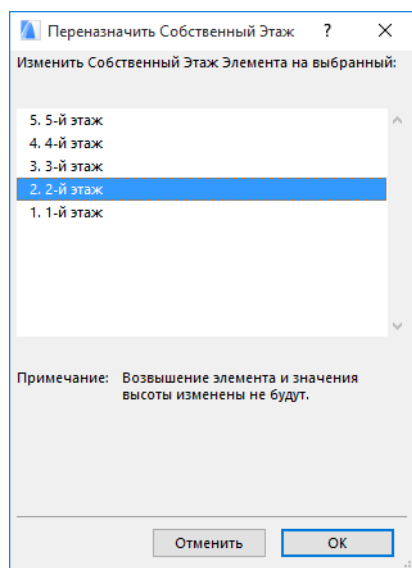 Переназначить Собственный Этаж ?
Изменить Собственный Этаж Элемента на выбранный:
5. 5-й этаж
4. 4-й этаж
3. 3-й этаж
2. 2-й этаж
1. 1-й этаж
Примечание: Возвышение элемента и значения
высоты изменены не будут.
Отменить OK